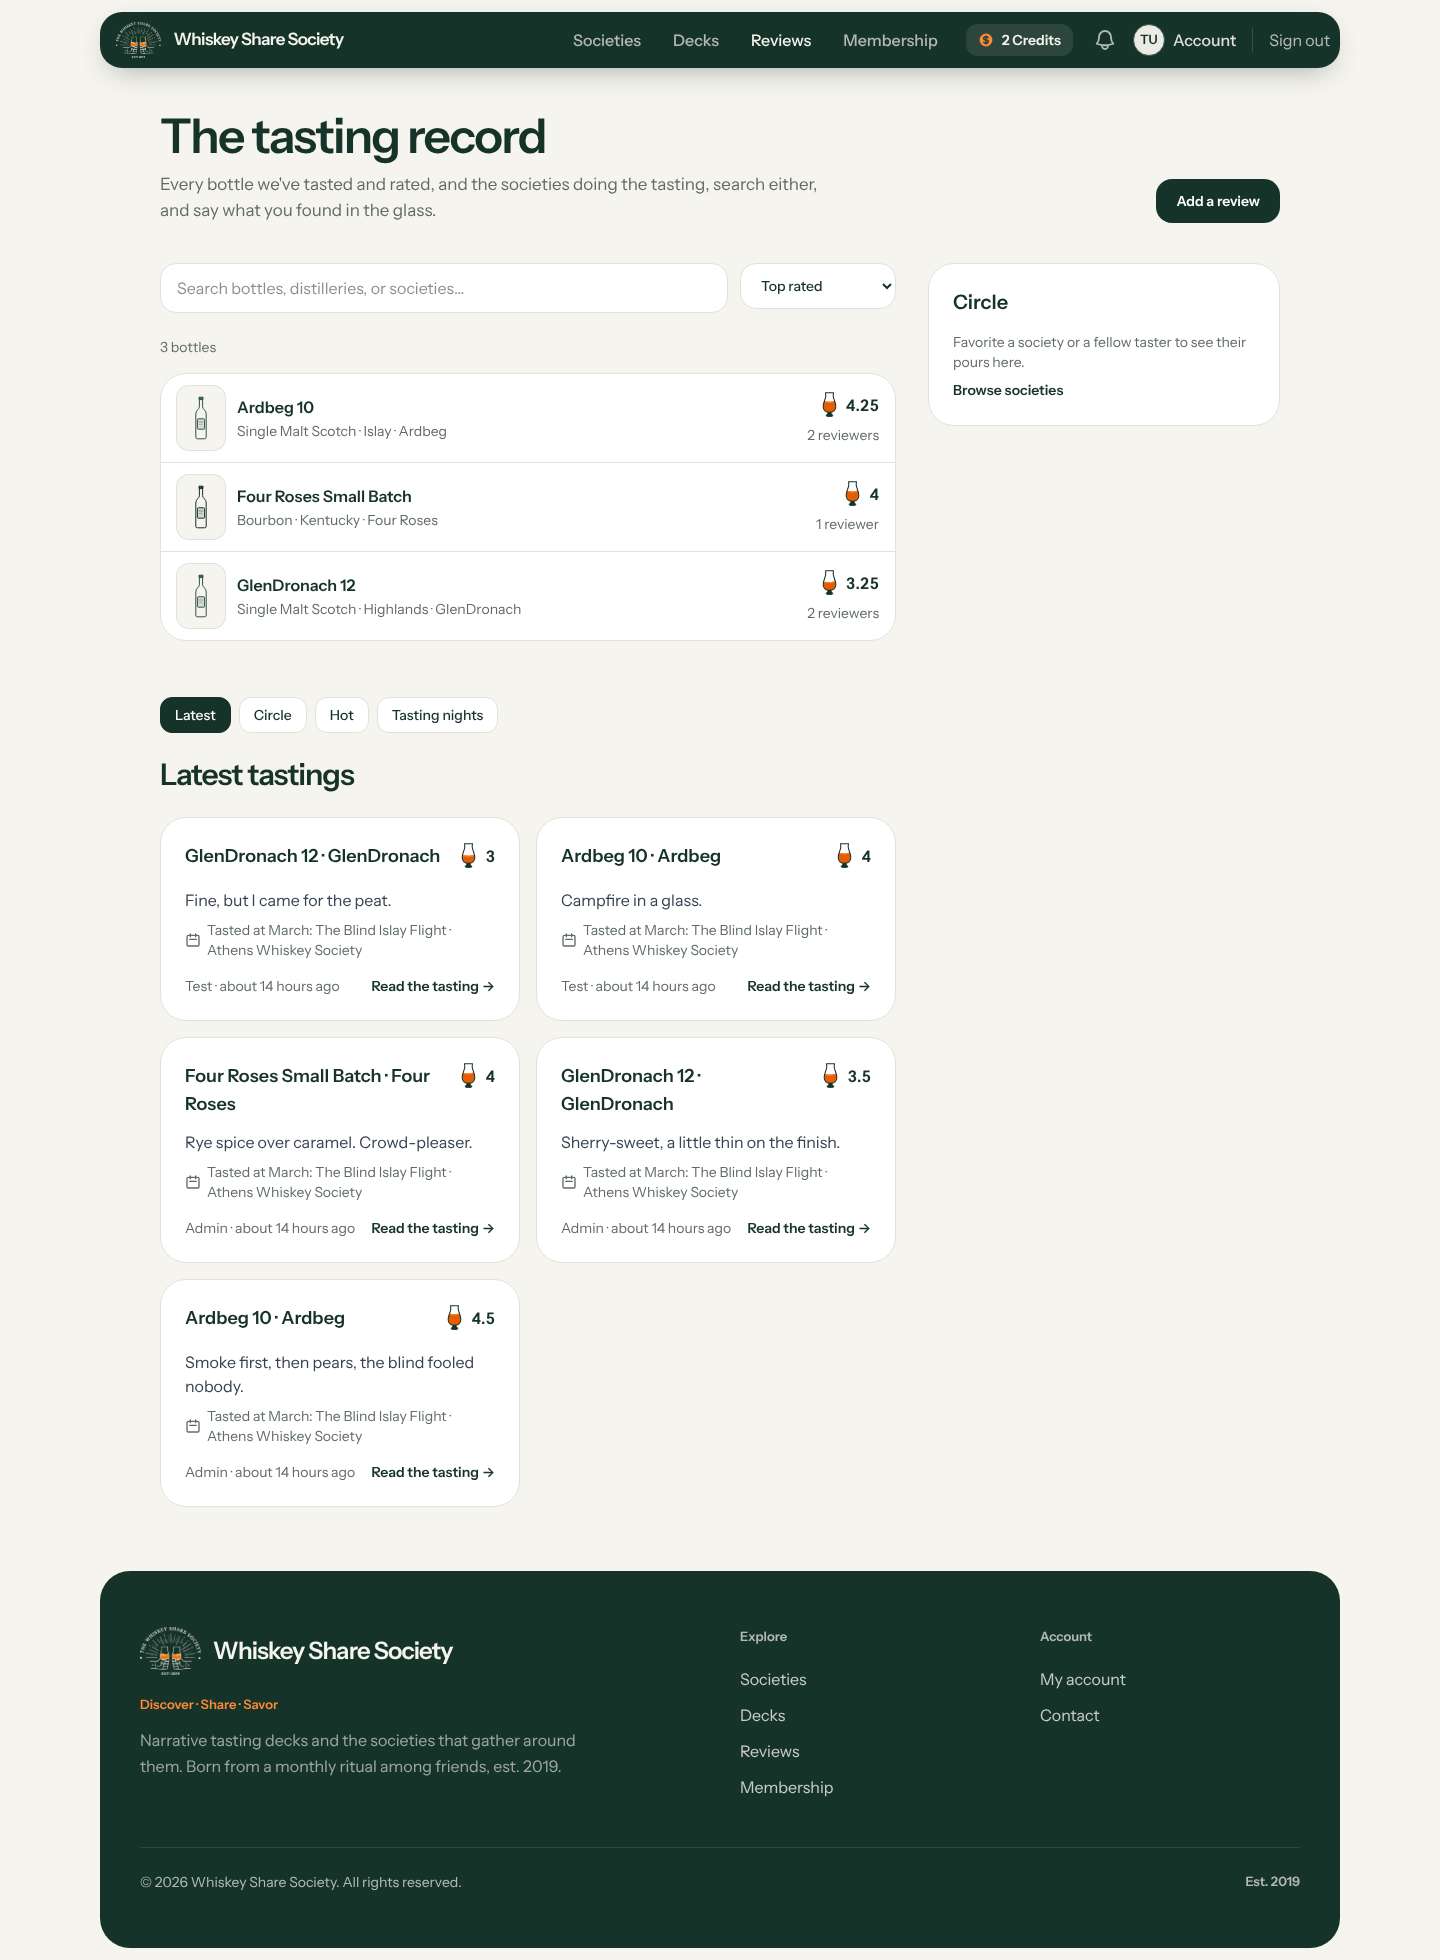 THE WHISKEY SHARE SOCIETY
Whiskey Share Society
Societies
Decks
Reviews
Membership
2 Credits
TU
Account
Sign out
The tasting record
Every bottle we've tasted and rated, and the societies doing the tasting, search either,
and say what you found in the glass.
Add a review
Search bottles, distilleries, or societies...
Top rated
3 bottles
Ardbeg 10
Single Malt Scotch · Islay · Ardbeg
4.25
2 reviewers
Four Roses Small Batch
Bourbon · Kentucky · Four Roses
4
1 reviewer
GlenDronach 12
Single Malt Scotch · Highlands · GlenDronach
3.25
2 reviewers
Circle
Favorite a society or a fellow taster to see their
pours here.
Browse societies
Latest
Circle
Hot
Tasting nights
Latest tastings
GlenDronach 12 · GlenDronach
3
Fine, but I came for the peat.
Tasted at March: The Blind Islay Flight ·
Athens Whiskey Society
Test · about 14 hours ago
Read the tasting →
Ardbeg 10 · Ardbeg
4
Campfire in a glass.
Tasted at March: The Blind Islay Flight ·
Athens Whiskey Society
Test · about 14 hours ago
Read the tasting →
Four Roses Small Batch · Four
Roses
4
Rye spice over caramel. Crowd-pleaser.
Tasted at March: The Blind Islay Flight ·
Athens Whiskey Society
Admin · about 14 hours ago
Read the tasting →
GlenDronach 12 ·
GlenDronach
3.5
Sherry-sweet, a little thin on the finish.
Tasted at March: The Blind Islay Flight ·
Athens Whiskey Society
Admin · about 14 hours ago
Read the tasting →
Ardbeg 10 · Ardbeg
4.5
Smoke first, then pears, the blind fooled
nobody.
Tasted at March: The Blind Islay Flight ·
Athens Whiskey Society
Admin · about 14 hours ago
Read the tasting →
THE WHISKEY SHARE SOCIETY
Whiskey Share Society
Discover · Share · Savor
Narrative tasting decks and the societies that gather around
them. Born from a monthly ritual among friends, est. 2019.
Explore
Societies
Decks
Reviews
Membership
Account
My account
Contact
© 2026 Whiskey Share Society. All rights reserved.
Est. 2019